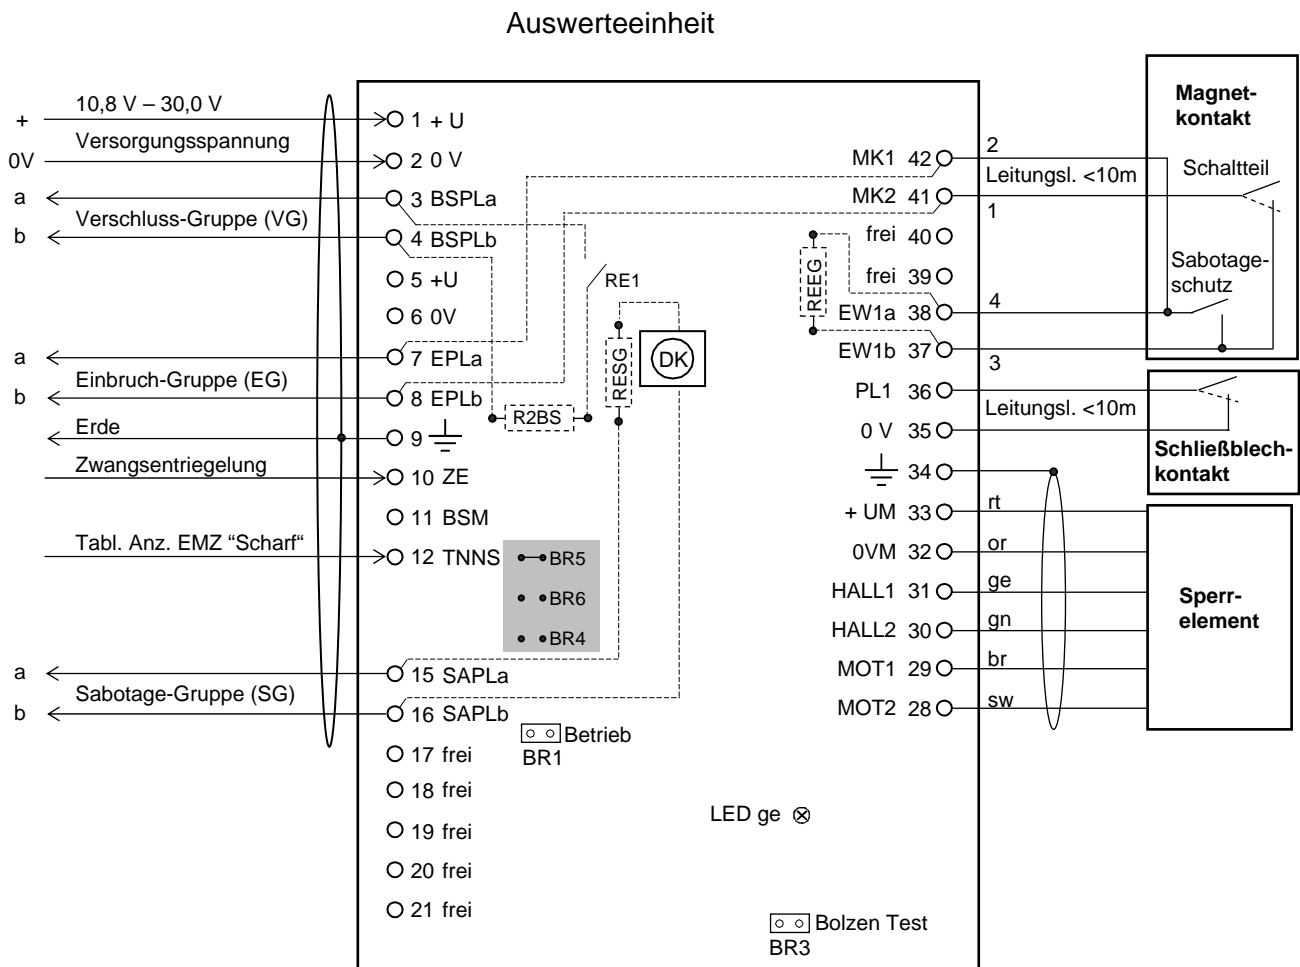 Auswerteeinheit
+
10,8 V – 30,0 V
1 + U
Versorgungsspannung
0V
2 0 V
a
3 BSPLa
Verschluss-Gruppe (VG)
b
4 BSPLb
5 +U
6 0V
a
7 EPLa
Einbruch-Gruppe (EG)
b
8 EPLb
Erde
9
Zwangsentriegelung
10 ZE
11 BSM
Tabl. Anz. EMZ “Scharf“
12 TNNS
BR5
BR6
BR4
a
15 SAPLa
Sabotage-Gruppe (SG)
b
16 SAPLb
17 frei
18 frei
19 frei
20 frei
21 frei
RE1
R2BS
RESG
DK
REEG
Betrieb
BR1
LED ge
Bolzen Test
BR3
MK1 42
MK2 41
frei 40
frei 39
EW1a 38
EW1b 37
PL1 36
0 V 35
34
+ UM 33
0VM 32
HALL1 31
HALL2 30
MOT1 29
MOT2 28
2
Leitungsl. <10m
1
4
3
Leitungsl. <10m
rt
or
ge
gn
br
sw
Magnet-
kontakt
Schaltteil
Sabotage-
schutz
Schließblech-
kontakt
Sperr-
element